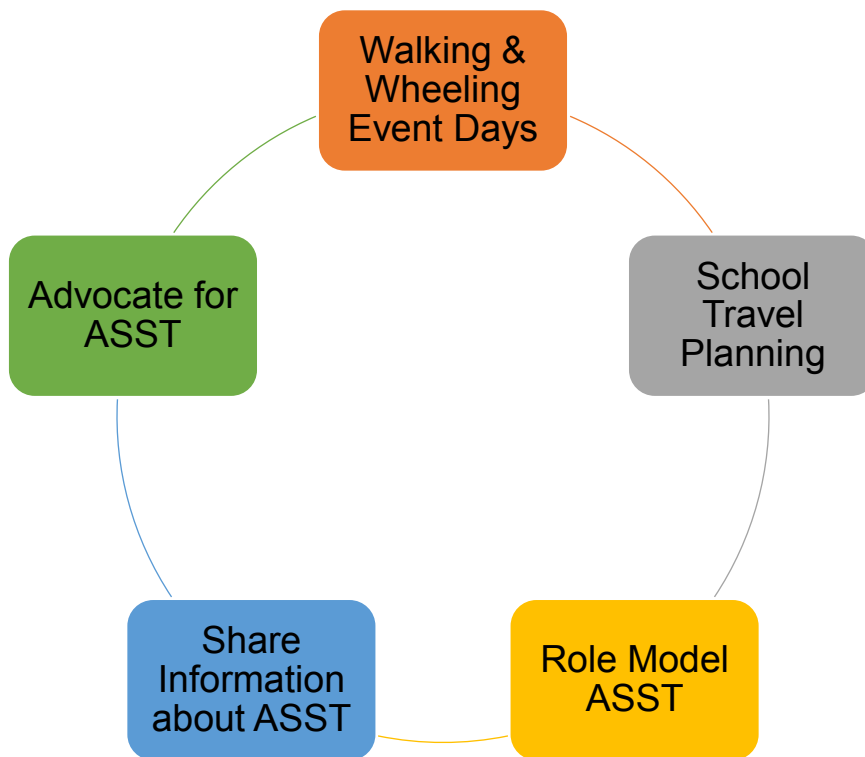 Walking &
Wheeling
Event Days
School
Travel
Planning
Role Model
ASST
Share
Information
about ASST
Advocate for
ASST